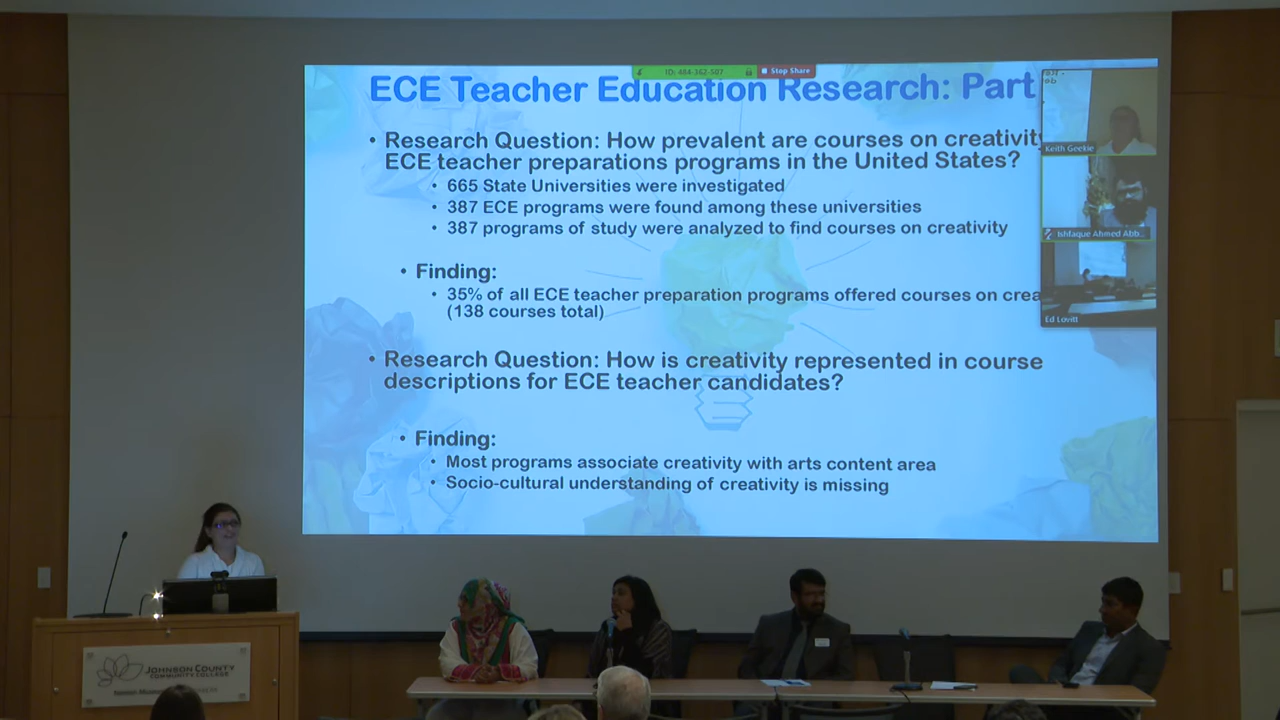 ID: 484-362-507
Stop Share
ECE Teacher Education Research: Part
• Research Question: How prevalent are courses on creativity
ECE teacher preparations programs in the United States?
• 665 State Universities were investigated
• 387 ECE programs were found among these universities
• 387 programs of study were analyzed to find courses on creativity
• Finding:
• 35% of all ECE teacher preparation programs offered courses on crea
(138 courses total)
• Research Question: How is creativity represented in course
descriptions for ECE teacher candidates?
• Finding:
• Most programs associate creativity with arts content area
• Socio-cultural understanding of creativity is missing
Keith Geekie
Ishfaque Ahmed Abb...
Ed Lovitt
Johnson County
Community College